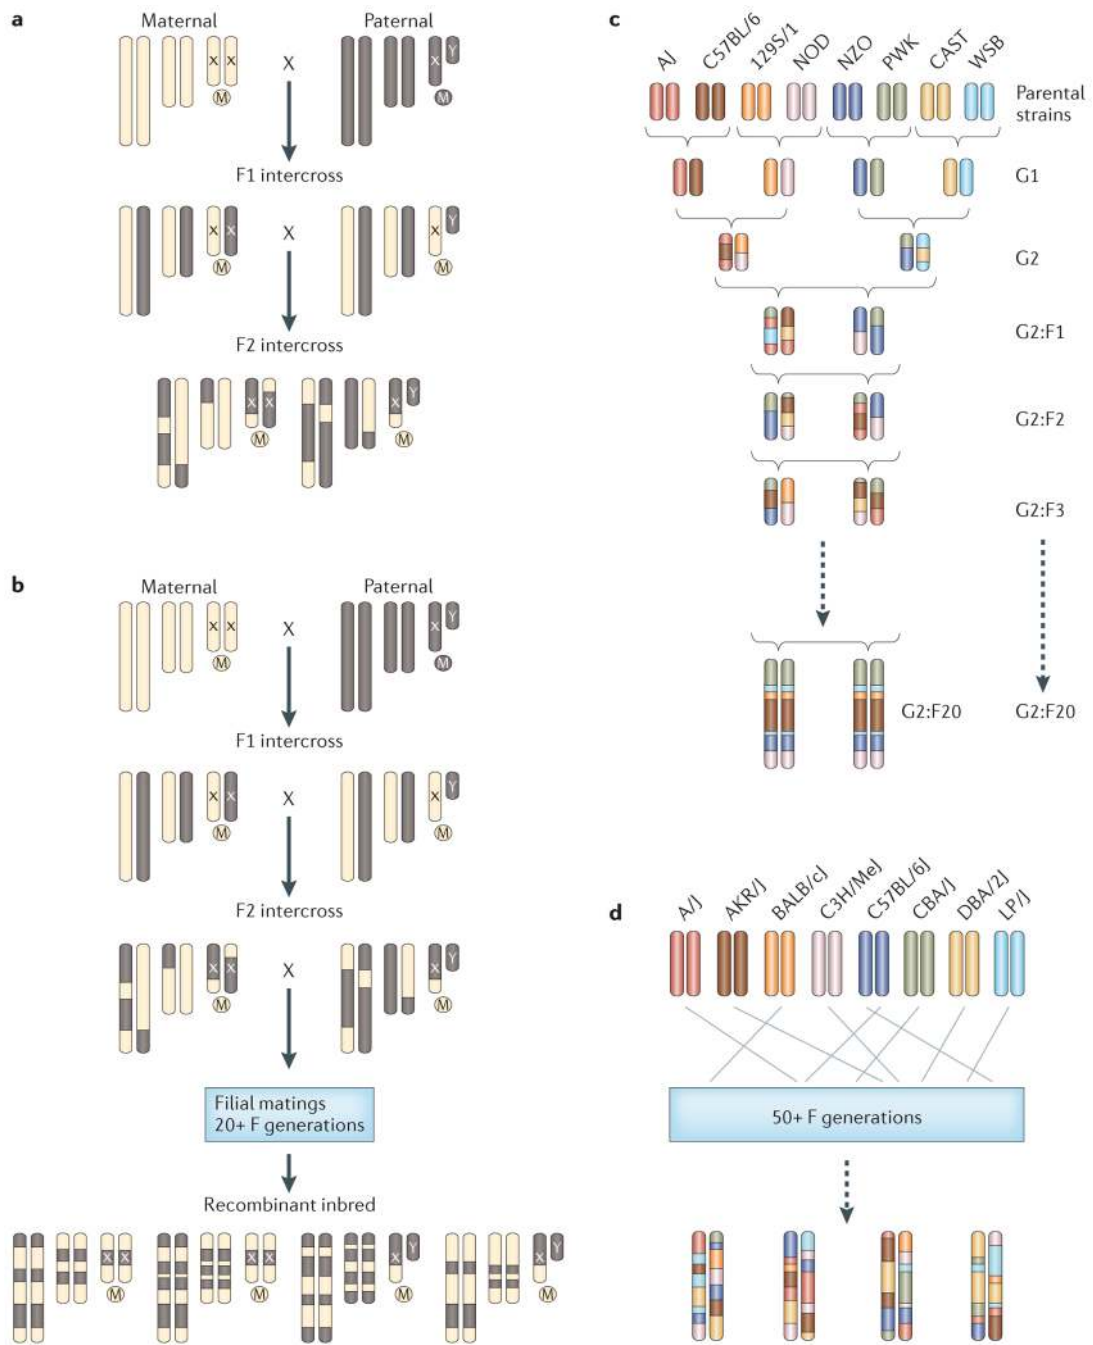 a
Maternal
Paternal
X X
M
X
X Y
M
F1 intercross
X X
M
X
X Y
M
F2 intercross
X X
M
X Y
M
b
Maternal
Paternal
X X
M
X
X Y
M
F1 intercross
X X
M
X
X Y
M
F2 intercross
X X
M
X
X Y
M
Filial matings
20+ F generations
Recombinant inbred
X X
M
X X
M
X Y
M
X Y
M
c
AJ
C57BL/6
129S/1
NOD
NZO
PWK
CAST
WSB
Parental
strains
G1
G2
G2:F1
G2:F2
G2:F3
G2:F20
G2:F20
d
A/J
AKR/J
BALB/cJ
C3H/MeJ
C57BL/6J
CBA/J
DBA/2J
LP/J
50+ F generations